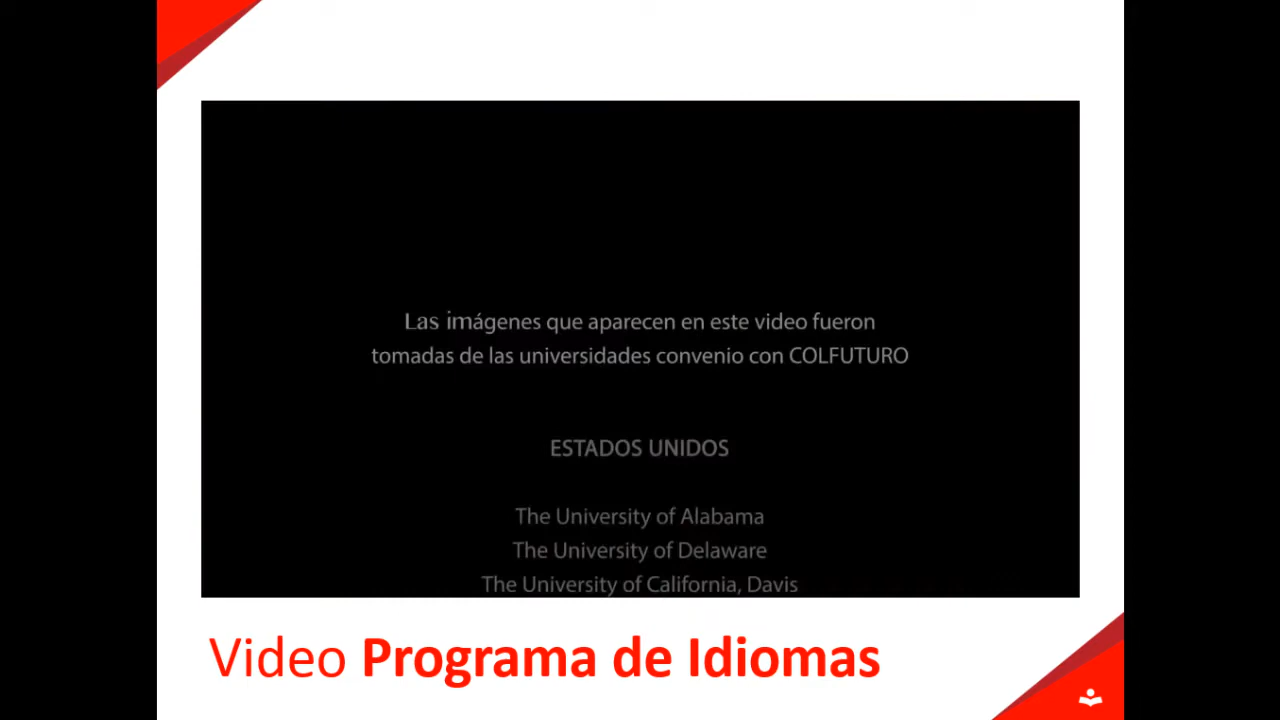 Las imágenes que aparecen en este video fueron
tomadas de las universidades convenio con COLFUTURO
ESTADOS UNIDOS
The University of Alabama
The University of Delaware
The University of California, Davis
Video Programa de Idiomas